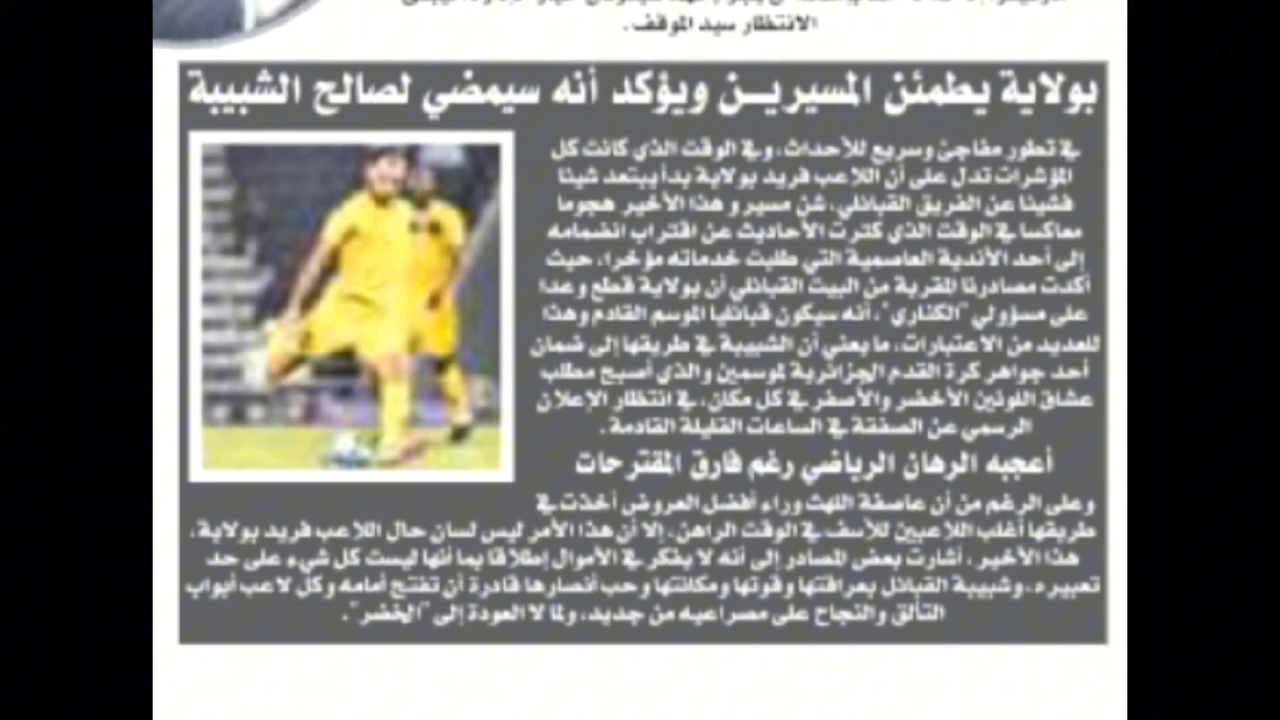 الانتظار سيد الموقف.
بولاية يطمئن المسيريـن ويؤكد أنه سيمضي لصالح الشبيبة
في تطور مفاجئ وسريع للأحداث، وفي الوقت الذي كانت كل
المؤشرات تدل على أن اللاعب فريد بولاية بدأ يبتعد شيئا
فشيئا عن الفريق القبائلي، شن مسيرو هذا الأخير هجوما
معاكسا في الوقت الذي كثرت الأحاديث عن اقتراب انضمامه
إلى أحد الأندية العاصمية التي طلبت خدماته مؤخرا، حيث
أكدت مصادرنا المقربة من البيت القبائلي أن بولاية قطع وعدا
على مسؤولي "الكناري"، أنه سيكون قبائليا الموسم القادم وهذا
للعديد من الاعتبارات، ما يعني أن الشبيبة في طريقها إلى ضمان
أحد جواهر كرة القدم الجزائرية لموسمين والذي أصبح مطلب
عشاق اللونين الأخضر والأصفر في كل مكان، في انتظار الإعلان
الرسمي عن الصفقة في الساعات القليلة القادمة.
أعجبه الرهان الرياضي رغم فارق المقترحات
وعلى الرغم من أن عاصفة اللهث وراء أفضل العروض أخذت في
طريقها أغلب اللاعبين للأسف في الوقت الراهن، إلا أن هذا الأمر ليس لسان حال اللاعب فريد بولاية،
هذا الأخير، أشارت بعض المصادر إلى أنه لا يفكر في الأموال إطلاقا بما أنها ليست كل شيء على حد
تعبيره، وشبيبة القبائل بعراقتها وقوتها ومكانتها وحب أنصارها قادرة أن تفتح أمامه وكل لاعب أبواب
التألق والنجاح على مصراعيه من جديد، ولما لا العودة إلى "الخضر".